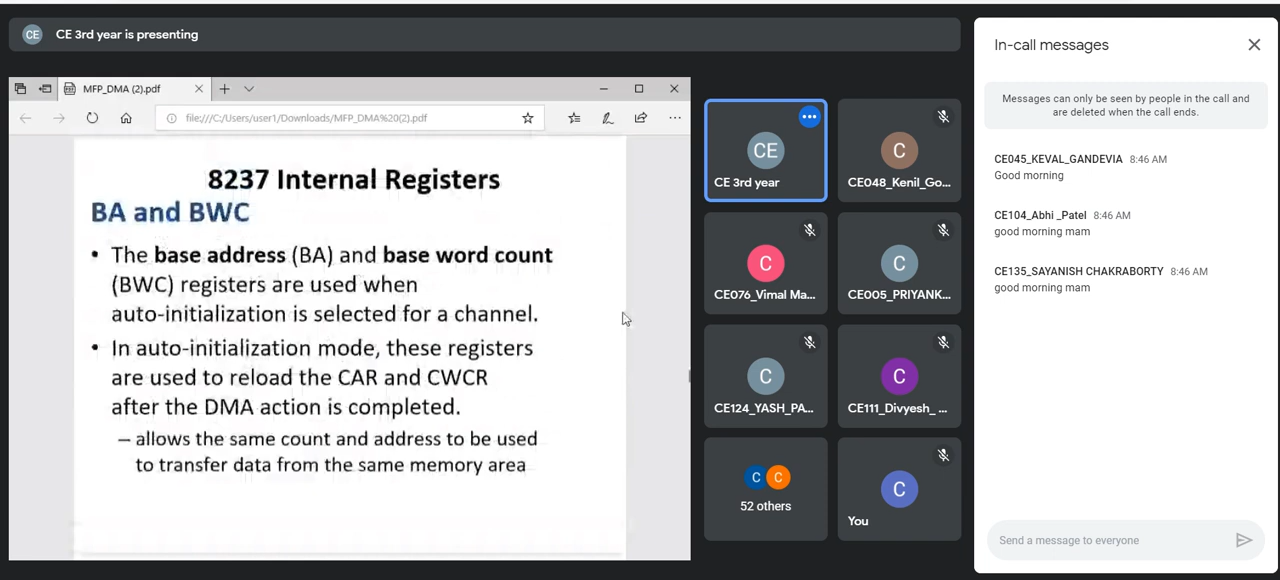 CE
CE 3rd year is presenting
MFP_DMA (2).pdf
file:///C:/Users/user1/Downloads/MFP_DMA%20(2).pdf
8237 Internal Registers
BA and BWC
• The base address (BA) and base word count
(BWC) registers are used when
auto-initialization is selected for a channel.
• In auto-initialization mode, these registers
are used to reload the CAR and CWCR
after the DMA action is completed.
– allows the same count and address to be used
to transfer data from the same memory area
CE
CE 3rd year
C
CE048_Kenil_Go...
C
CE076_Vimal Ma...
C
CE005_PRIYANK...
C
CE124_YASH_PA...
C
CE111_Divyesh_ ...
C C
52 others
C
You
In-call messages
Messages can only be seen by people in the call and
are deleted when the call ends.
CE045_KEVAL_GANDEVIA 8:46 AM
Good morning
CE104_Abhi _Patel 8:46 AM
good morning mam
CE135_SAYANISH CHAKRABORTY 8:46 AM
good morning mam
Send a message to everyone